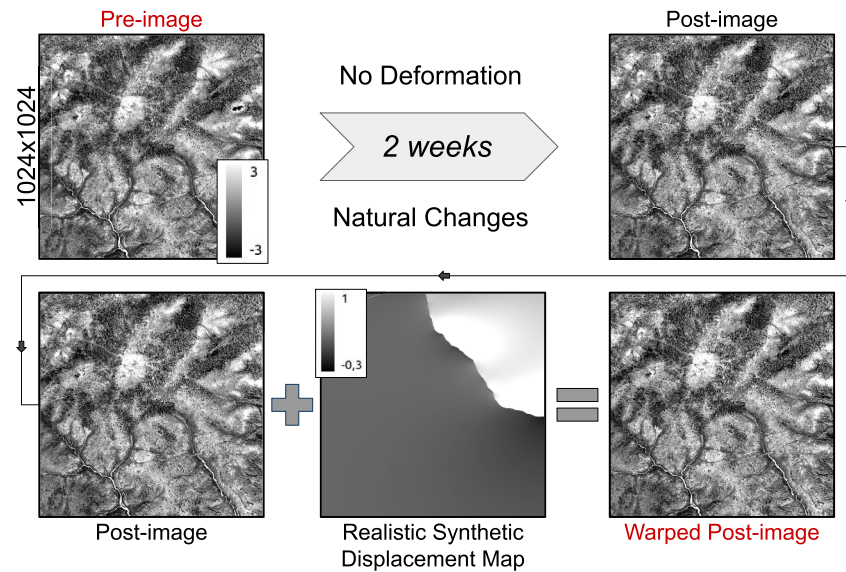 Pre-image
Post-image
1024x1024
No Deformation
2 weeks
Natural Changes
3
-3
1
-0,3
Post-image
Realistic Synthetic
Displacement Map
Warped Post-image